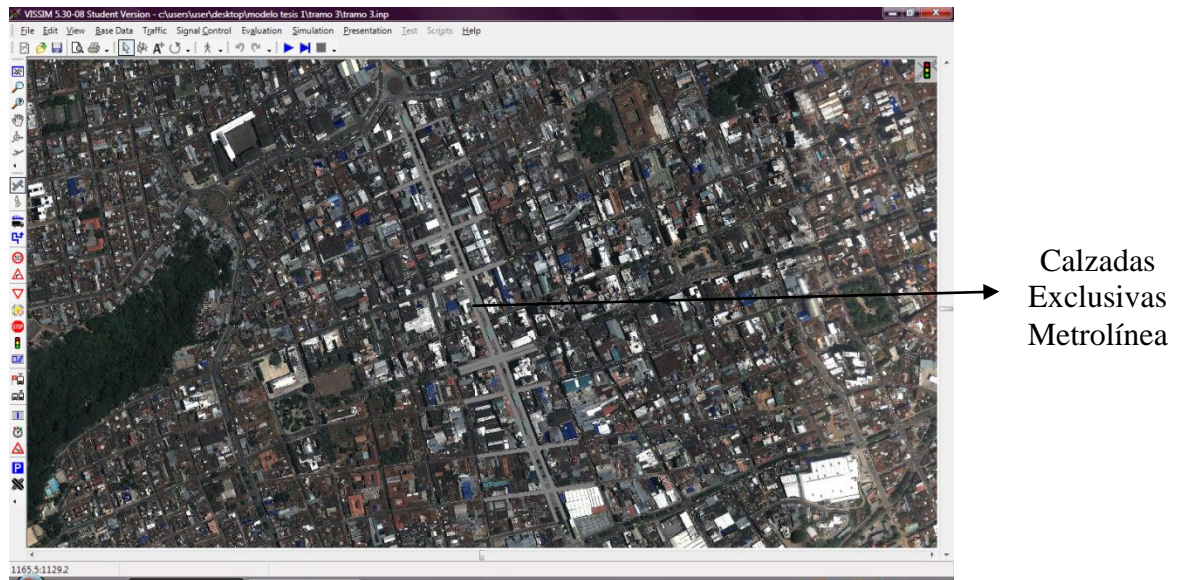 VISSIM 5.30-08 Student Version - c:\users\user\desktop\modelo tesis 1\tramo 3\tramo 3.inp
File Edit View Base Data Traffic Signal Control Evaluation Simulation Presentation Test Scripts Help
50
STOP
P
Calzadas
Exclusivas
Metrolínea
1165.5:1129.2